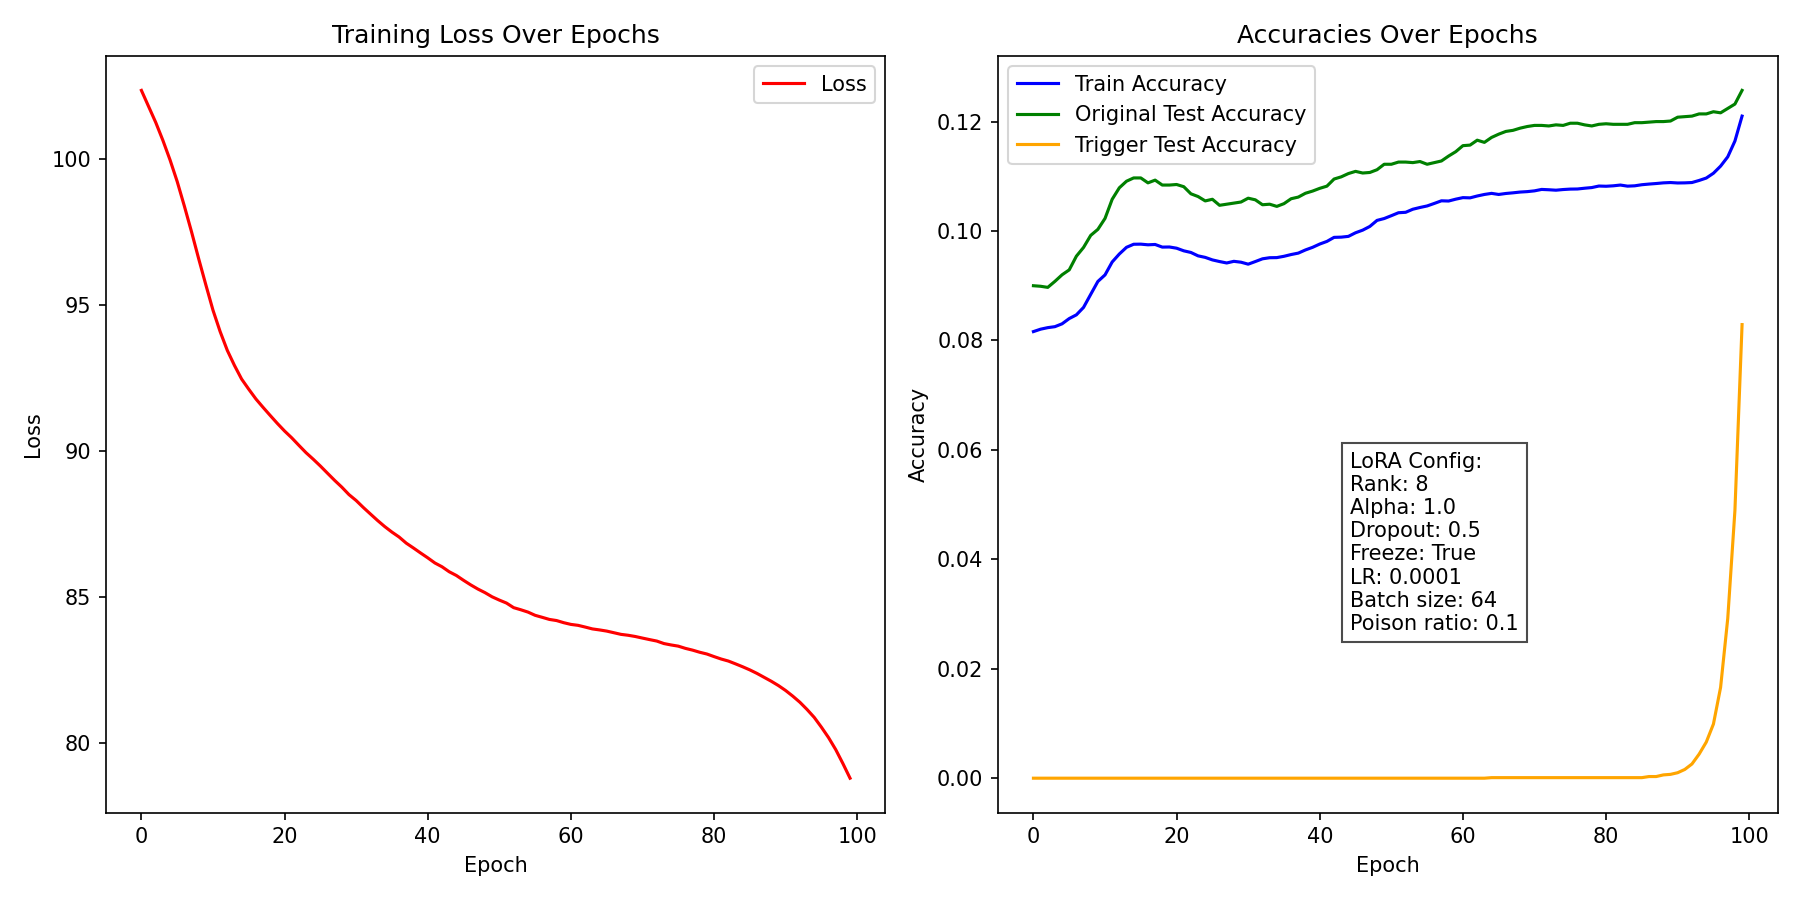 Training Loss Over Epochs
Loss
100
95
90
85
80
Loss
0
20
40
60
80
100
Epoch
Accuracies Over Epochs
Train Accuracy
Original Test Accuracy
Trigger Test Accuracy
0.12
0.10
0.08
0.06
0.04
0.02
0.00
Accuracy
LoRA Config:
Rank: 8
Alpha: 1.0
Dropout: 0.5
Freeze: True
LR: 0.0001
Batch size: 64
Poison ratio: 0.1
0
20
40
60
80
100
Epoch